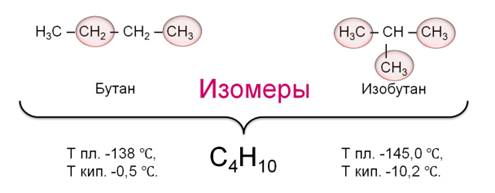 H₃C – CH₂ – CH₂ – CH₃
H₃C – CH – CH₃
CH₃
Бутан
Изомеры
Изобутан
Т пл. -138 ℃,
Т кип. -0,5 ℃.
C₄H₁₀
Т пл. -145,0 ℃,
Т кип. -10,2 ℃.